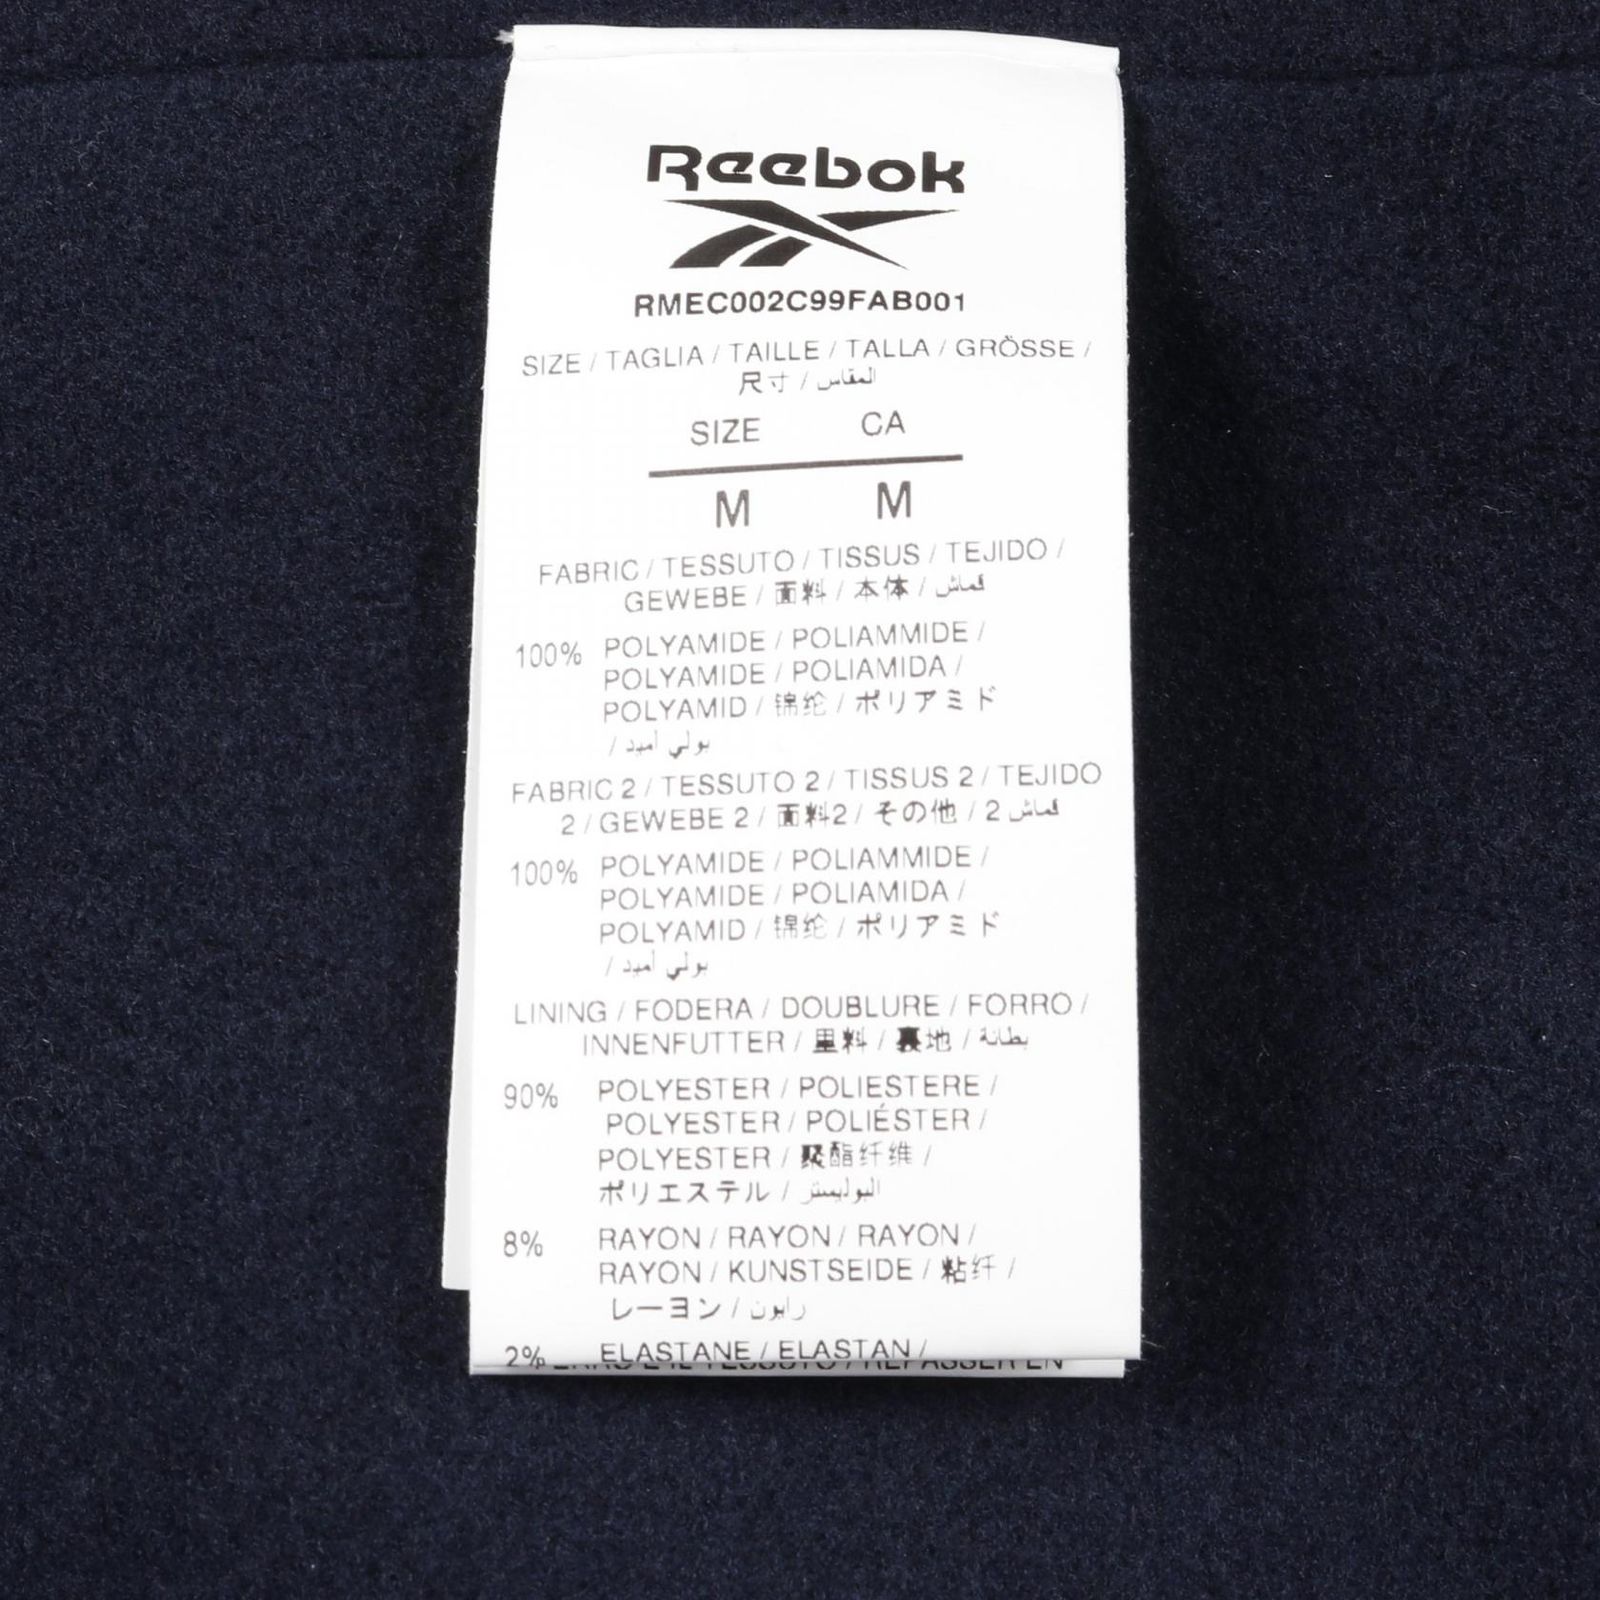 Reebok
RMEC002C99FAB001
SIZE / TAGLIA / TAILLE / TALLA / GRÖSSE /
尺寸 / المقاس
SIZE CA
M M
FABRIC / TESSUTO / TISSUS / TEJIDO /
GEWEBE / 面料 / 本体 / قماش
100% POLYAMIDE / POLIAMMIDE /
POLYAMIDE / POLIAMIDA /
POLYAMID / 锦纶 / ポリアミド
/ بولي اميد
FABRIC 2 / TESSUTO 2 / TISSUS 2 / TEJIDO
2 / GEWEBE 2 / 面料2 / その他 / 2 قماش
100% POLYAMIDE / POLIAMMIDE /
POLYAMIDE / POLIAMIDA /
POLYAMID / 锦纶 / ポリアミド
/ بولي اميد
LINING / FODERA / DOUBLURE / FORRO /
INNENFUTTER / 里料 / 裏地 / بطانة
90% POLYESTER / POLIESTERE /
POLYESTER / POLIÉSTER /
POLYESTER / 聚酯纤维 /
ポリエステル / البوليستر
8% RAYON / RAYON / RAYON /
RAYON / KUNSTSEIDE / 粘纤 /
レーヨン / رايون
2% ELASTANE / ELASTAN /
TESSUTO / REPASSER EN